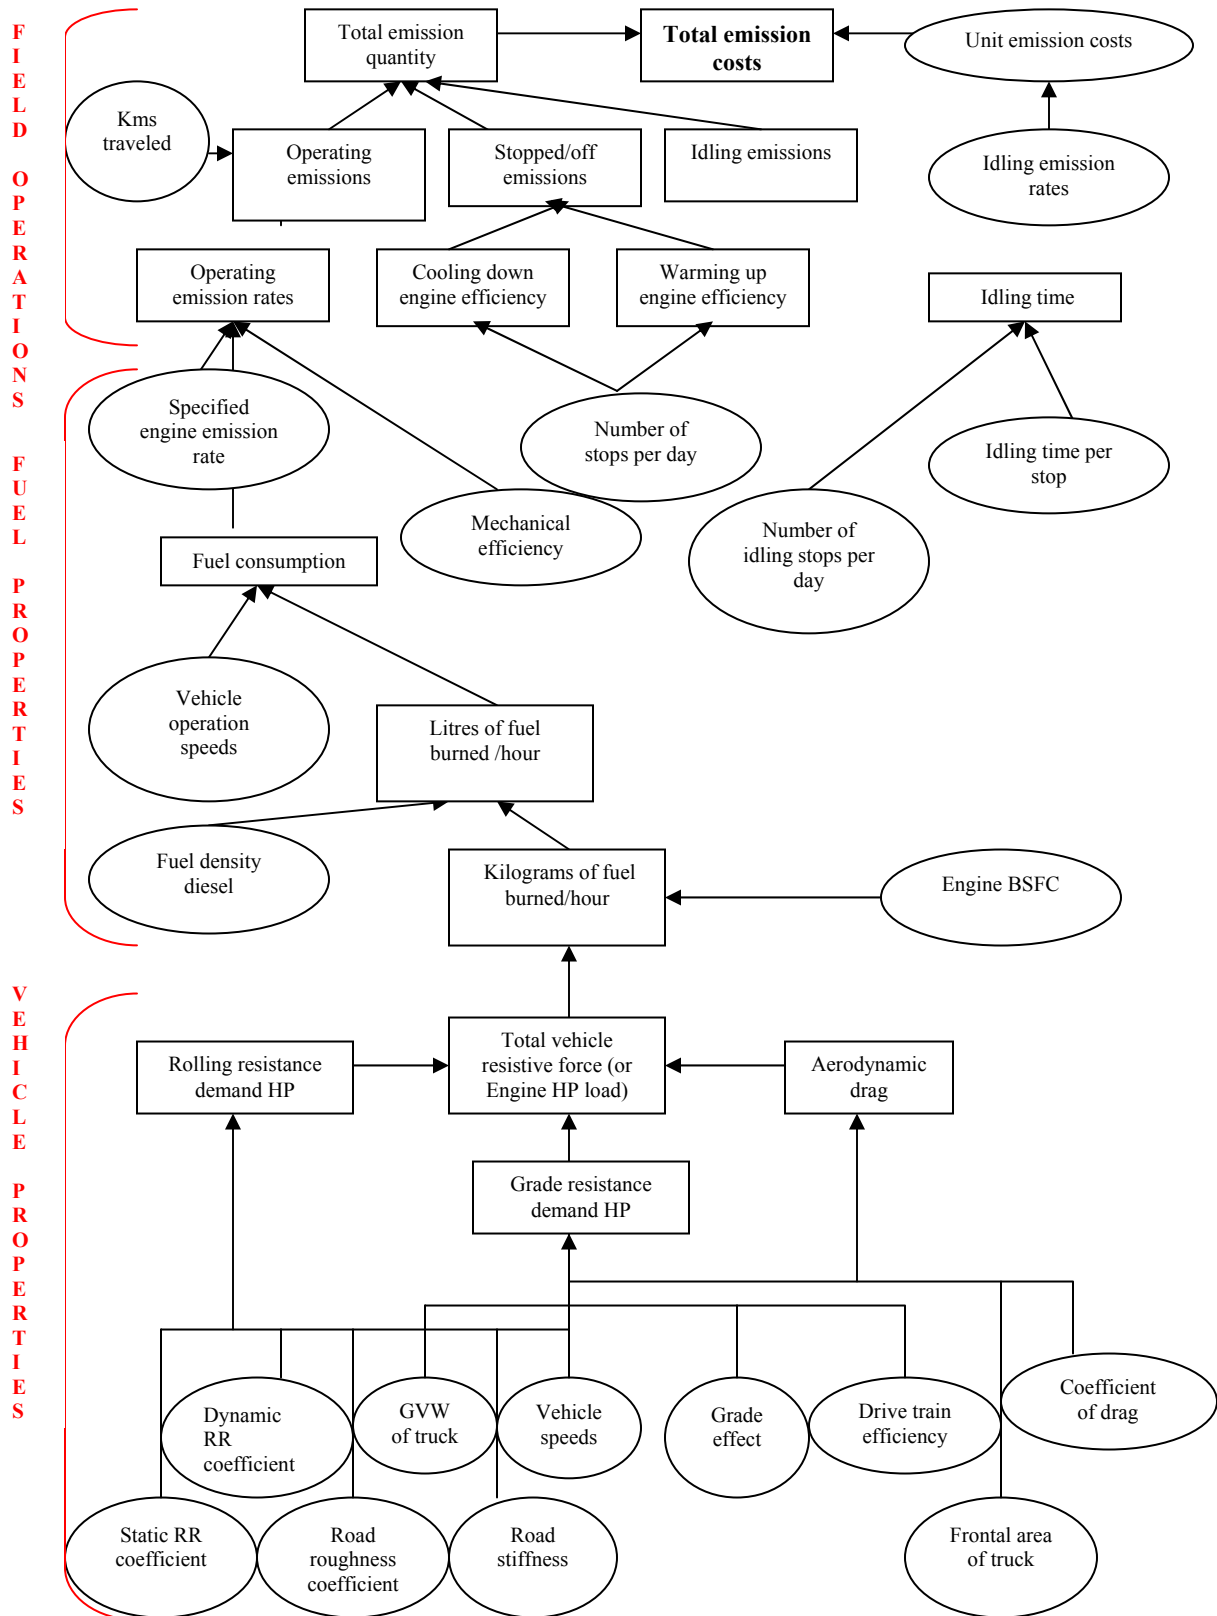 FIELD OPERATIONS
FUEL PROPERTIES
VEHICLE PROPERTIES
Total emission
quantity
Total emission
costs
Unit emission costs
Kms
traveled
Operating
emissions
Stopped/off
emissions
Idling emissions
Idling emission
rates
Operating
emission rates
Cooling down
engine efficiency
Warming up
engine efficiency
Idling time
Specified
engine emission
rate
Number of
stops per day
Idling time per
stop
Mechanical
efficiency
Number of
idling stops per
day
Fuel consumption
Vehicle
operation
speeds
Litres of fuel
burned /hour
Fuel density
diesel
Kilograms of fuel
burned/hour
Engine BSFC
Rolling resistance
demand HP
Total vehicle
resistive force (or
Engine HP load)
Aerodynamic
drag
Grade resistance
demand HP
Dynamic
RR
coefficient
GVW
of truck
Vehicle
speeds
Grade
effect
Drive train
efficiency
Coefficient
of drag
Static RR
coefficient
Road
roughness
coefficient
Road
stiffness
Frontal area
of truck